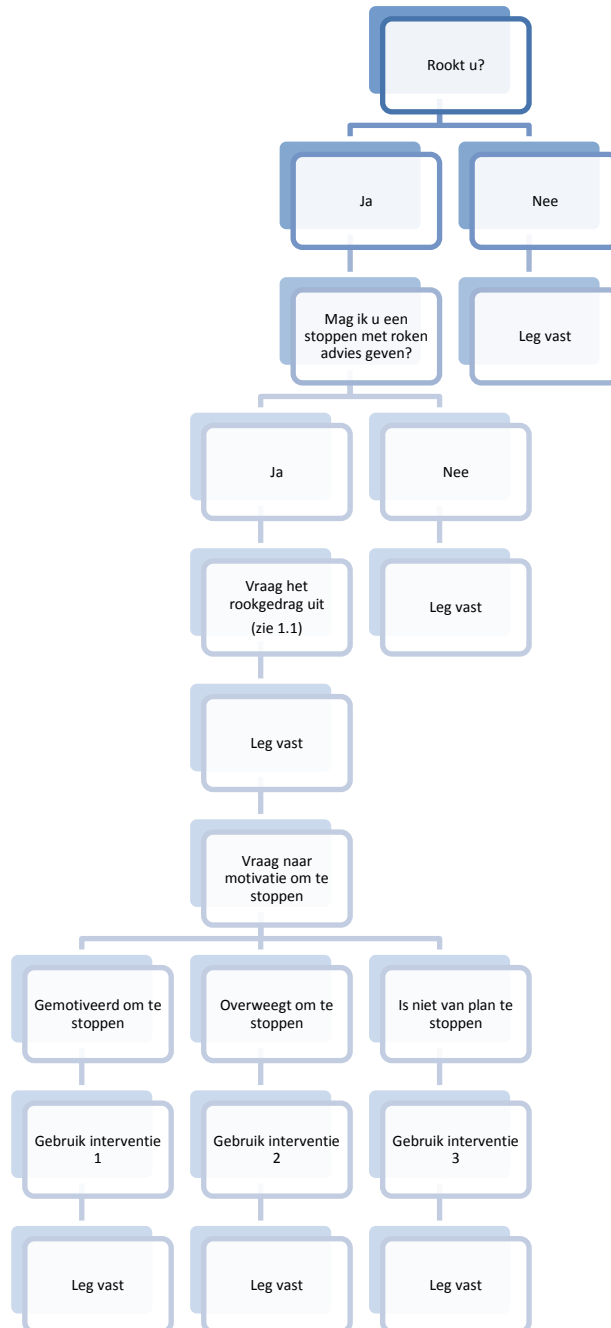 Rookt u?
Ja
Nee
Mag ik u een
stoppen met roken
advies geven?
Leg vast
Ja
Nee
Vraag het
rookgedrag uit
(zie 1.1)
Leg vast
Leg vast
Vraag naar
motivatie om te
stoppen
Gemotiveerd om te
stoppen
Overweegt om te
stoppen
Is niet van plan te
stoppen
Gebruik interventie
1
Gebruik interventie
2
Gebruik interventie
3
Leg vast
Leg vast
Leg vast